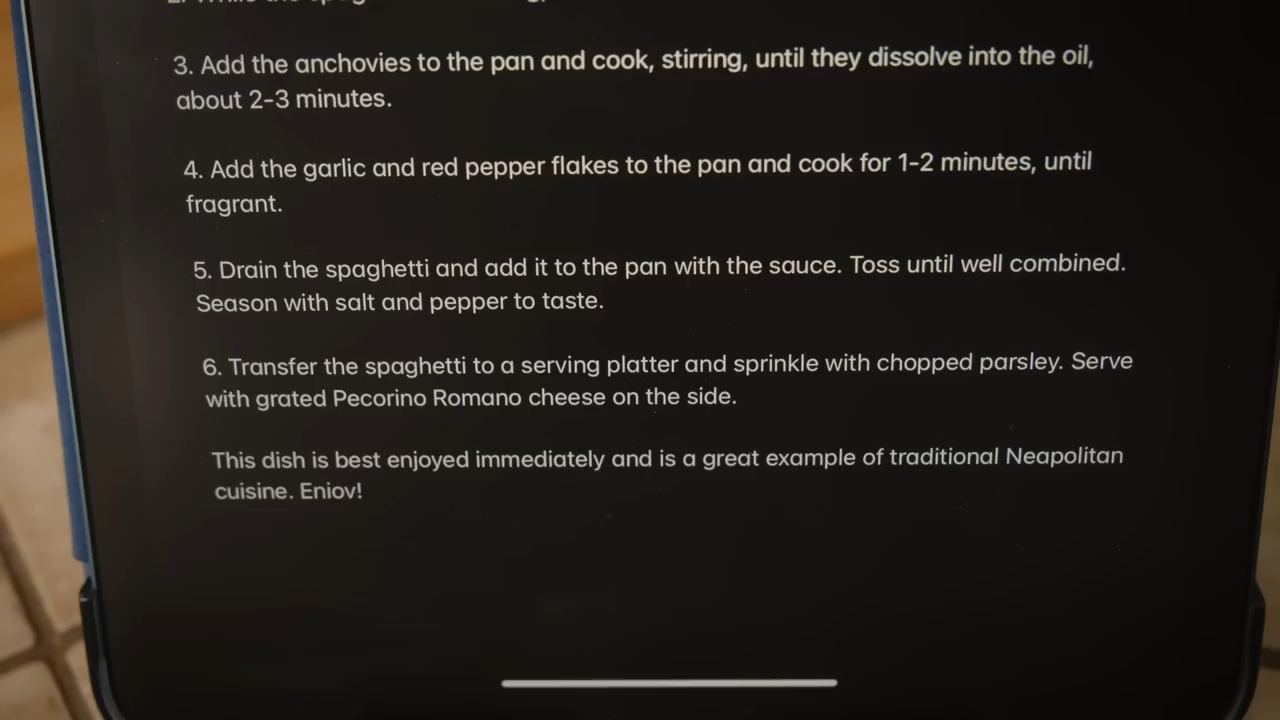 3. Add the anchovies to the pan and cook, stirring, until they dissolve into the oil,
about 2-3 minutes.
4. Add the garlic and red pepper flakes to the pan and cook for 1-2 minutes, until
fragrant.
5. Drain the spaghetti and add it to the pan with the sauce. Toss until well combined.
Season with salt and pepper to taste.
6. Transfer the spaghetti to a serving platter and sprinkle with chopped parsley. Serve
with grated Pecorino Romano cheese on the side.
This dish is best enjoyed immediately and is a great example of traditional Neapolitan
cuisine. Eniov!